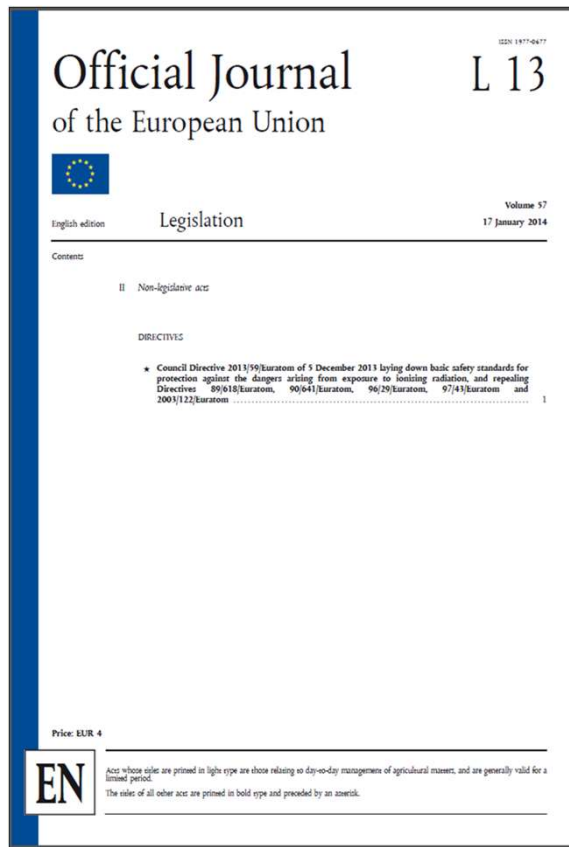 ISSN 1977-0677
Official Journal
L 13
of the European Union
Volume 57
English edition
Legislation
17 January 2014
Contents
II Non-legislative acts
DIRECTIVES
★ Council Directive 2013/59/Euratom of 5 December 2013 laying down basic safety standards for
protection against the dangers arising from exposure to ionising radiation, and repealing
Directives 89/618/Euratom, 90/641/Euratom, 96/29/Euratom, 97/43/Euratom and
2003/122/Euratom ........................................................................ 1
Price: EUR 4
EN
Acts whose titles are printed in light type are those relating to day-to-day management of agricultural matters, and are generally valid for a
limited period.
The titles of all other acts are printed in bold type and preceded by an asterisk.